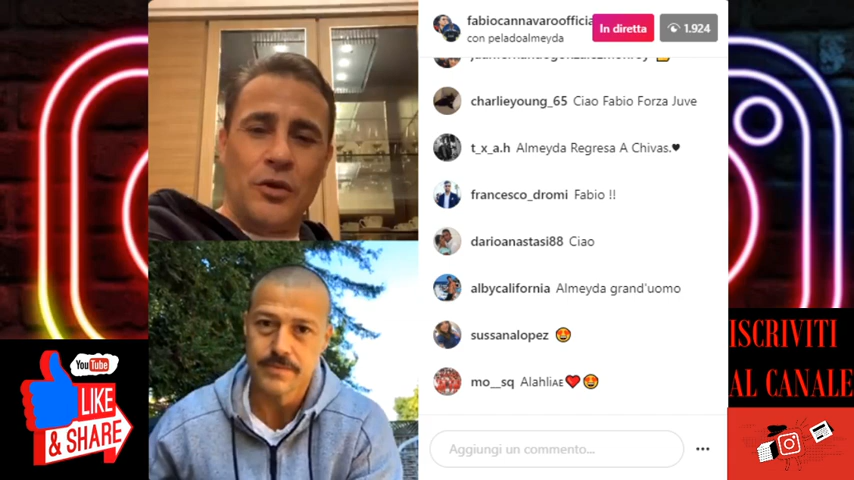 fabiocannavaroofficia
con peladoalmeyda
In diretta
1.924
charlieyoung_65 Ciao Fabio Forza Juve
t_x_a.h Almeyda Regresa A Chivas.🖤
francesco_dromi Fabio !!
darioanastasi88 Ciao
albycalifornia Almeyda grand'uomo
sussanalopez 😍
mo__sq Alahliᴀᴇ❤️😍
Aggiungi un commento...
YouTube
LIKE
& SHARE
ISCRIVITI
AL CANALE